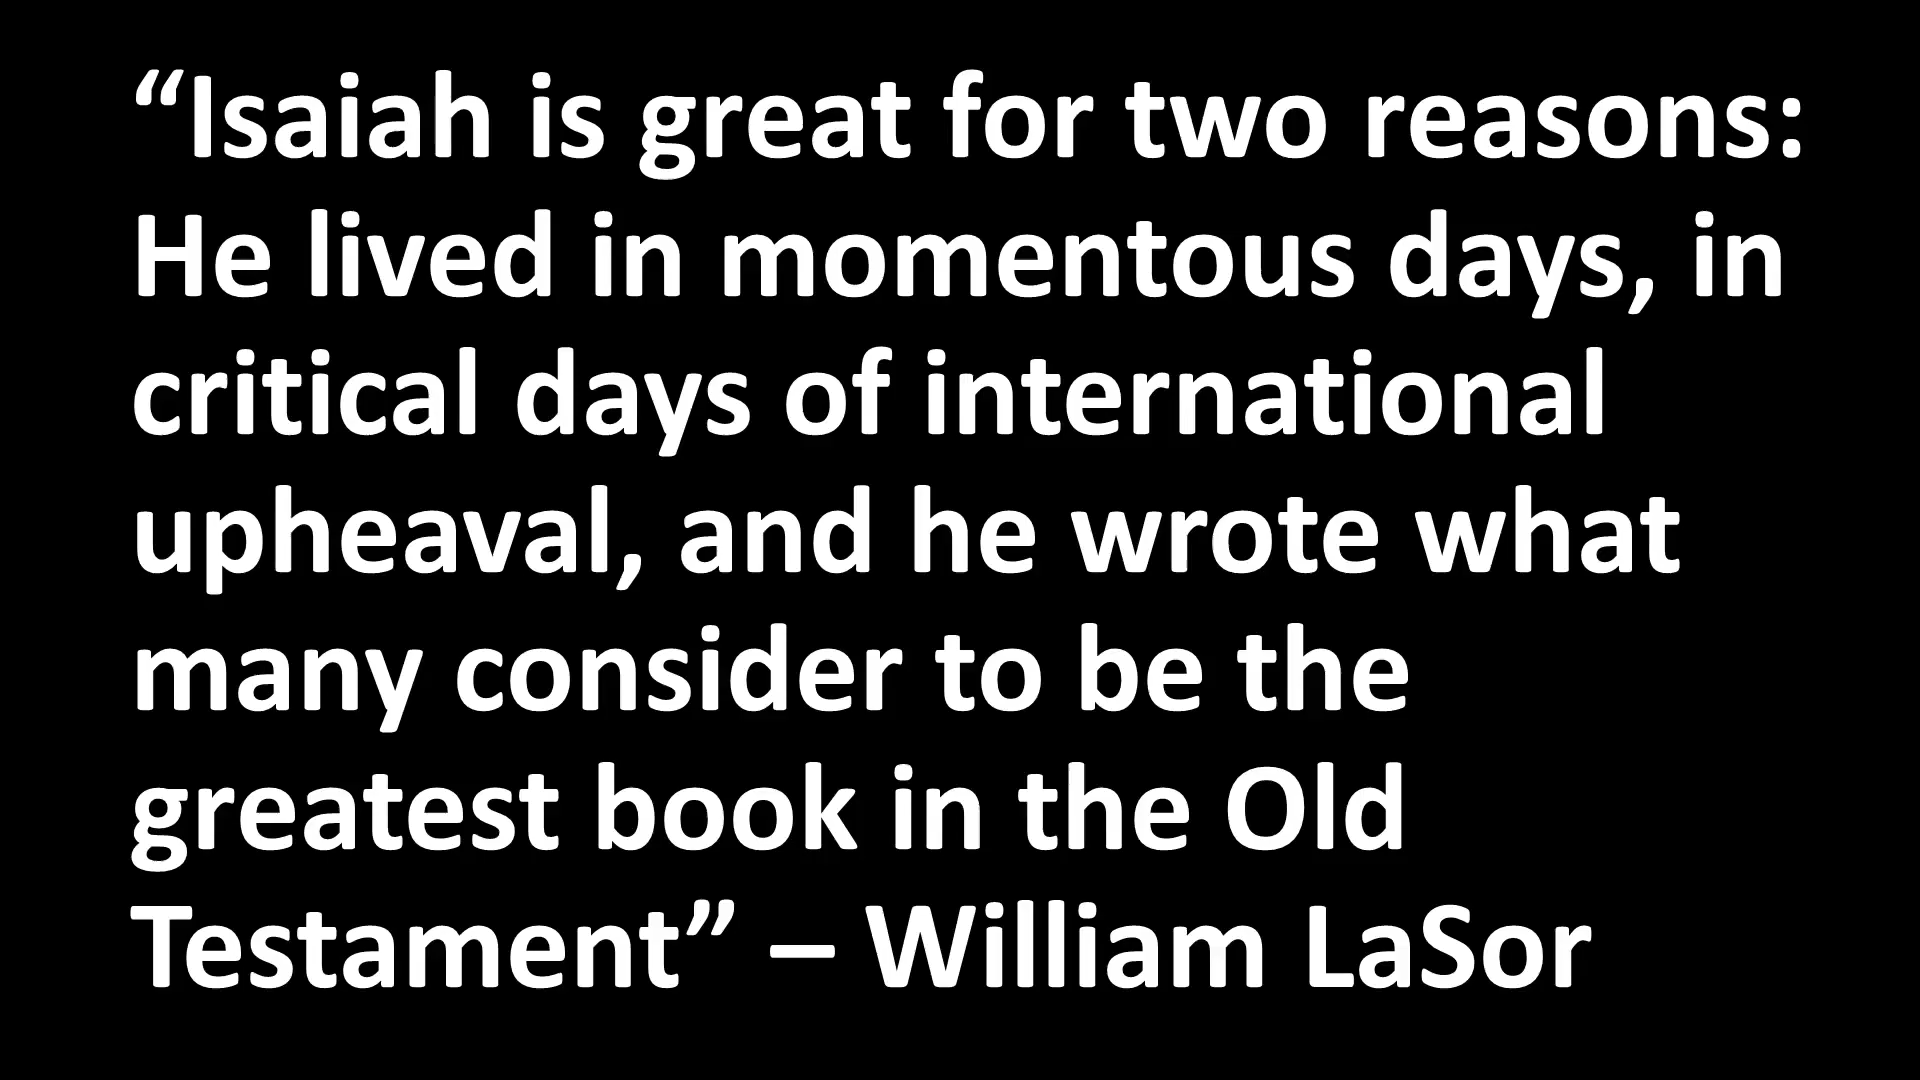 “Isaiah is great for two reasons:
He lived in momentous days, in
critical days of international
upheaval, and he wrote what
many consider to be the
greatest book in the Old
Testament” – William LaSor